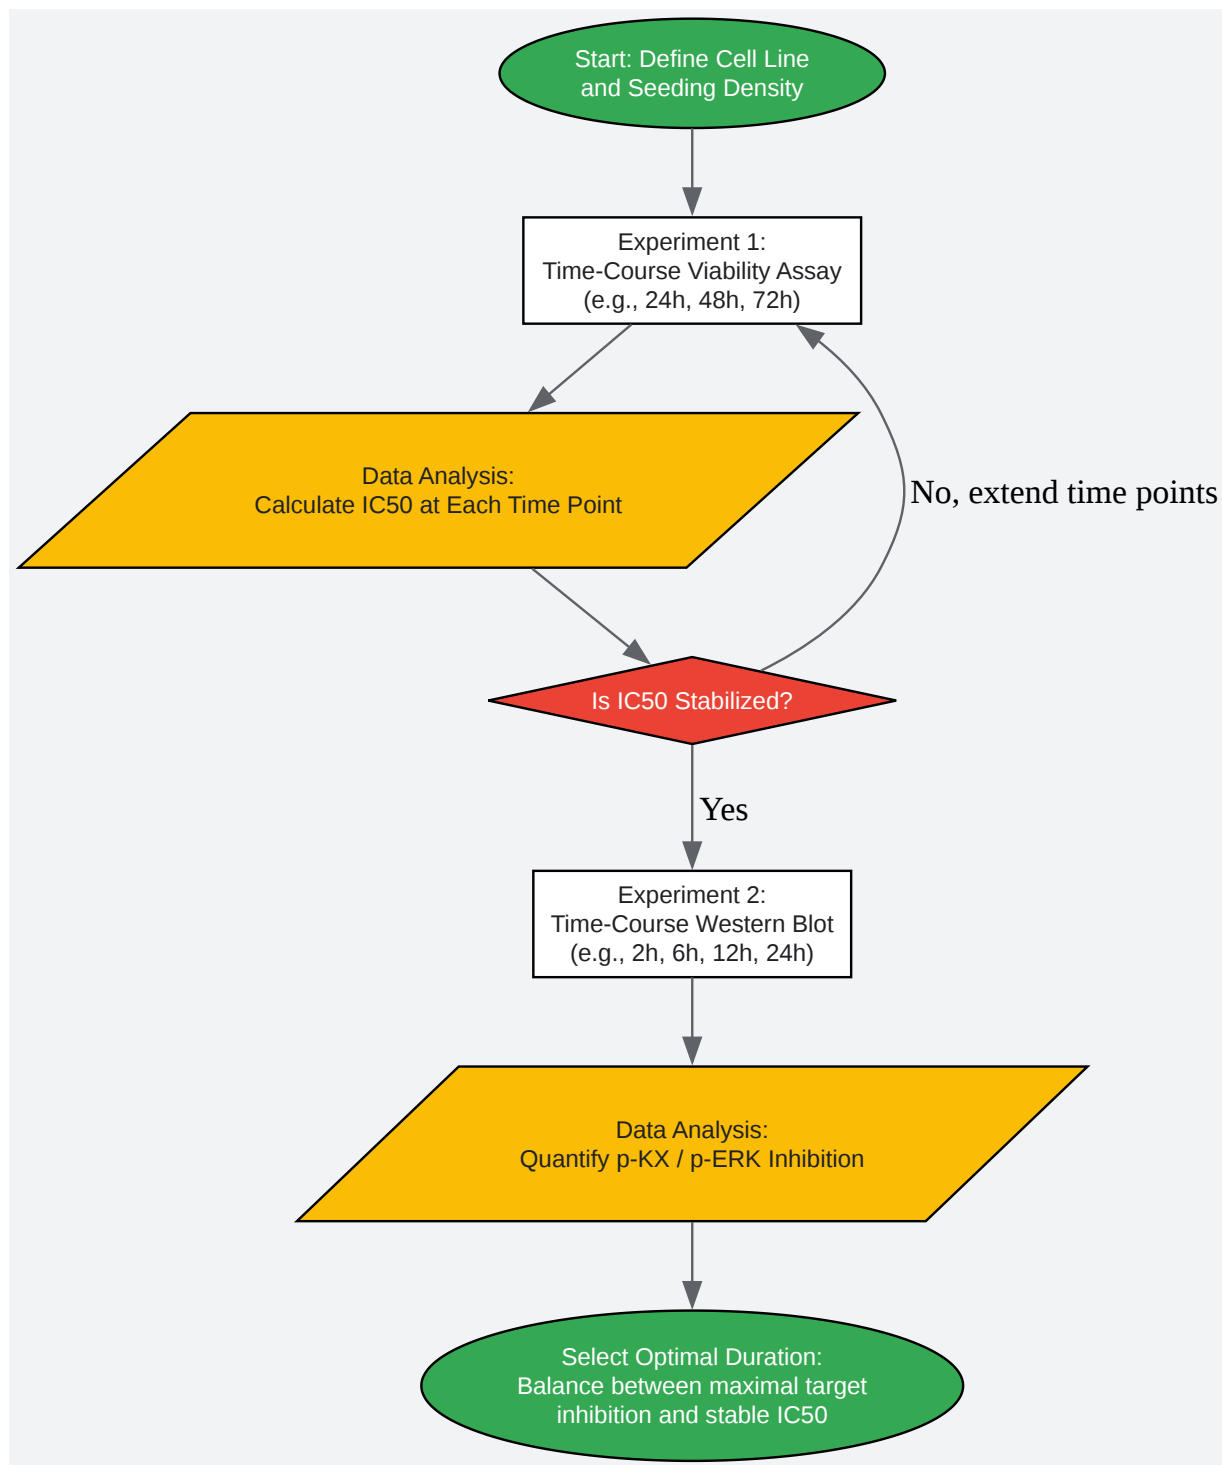 Start: Define Cell Line
and Seeding Density
Experiment 1:
Time-Course Viability Assay
(e.g., 24h, 48h, 72h)
Data Analysis:
Calculate IC50 at Each Time Point
No, extend time points
Is IC50 Stabilized?
Yes
Experiment 2:
Time-Course Western Blot
(e.g., 2h, 6h, 12h, 24h)
Data Analysis:
Quantify p-KX / p-ERK Inhibition
Select Optimal Duration:
Balance between maximal target
inhibition and stable IC50